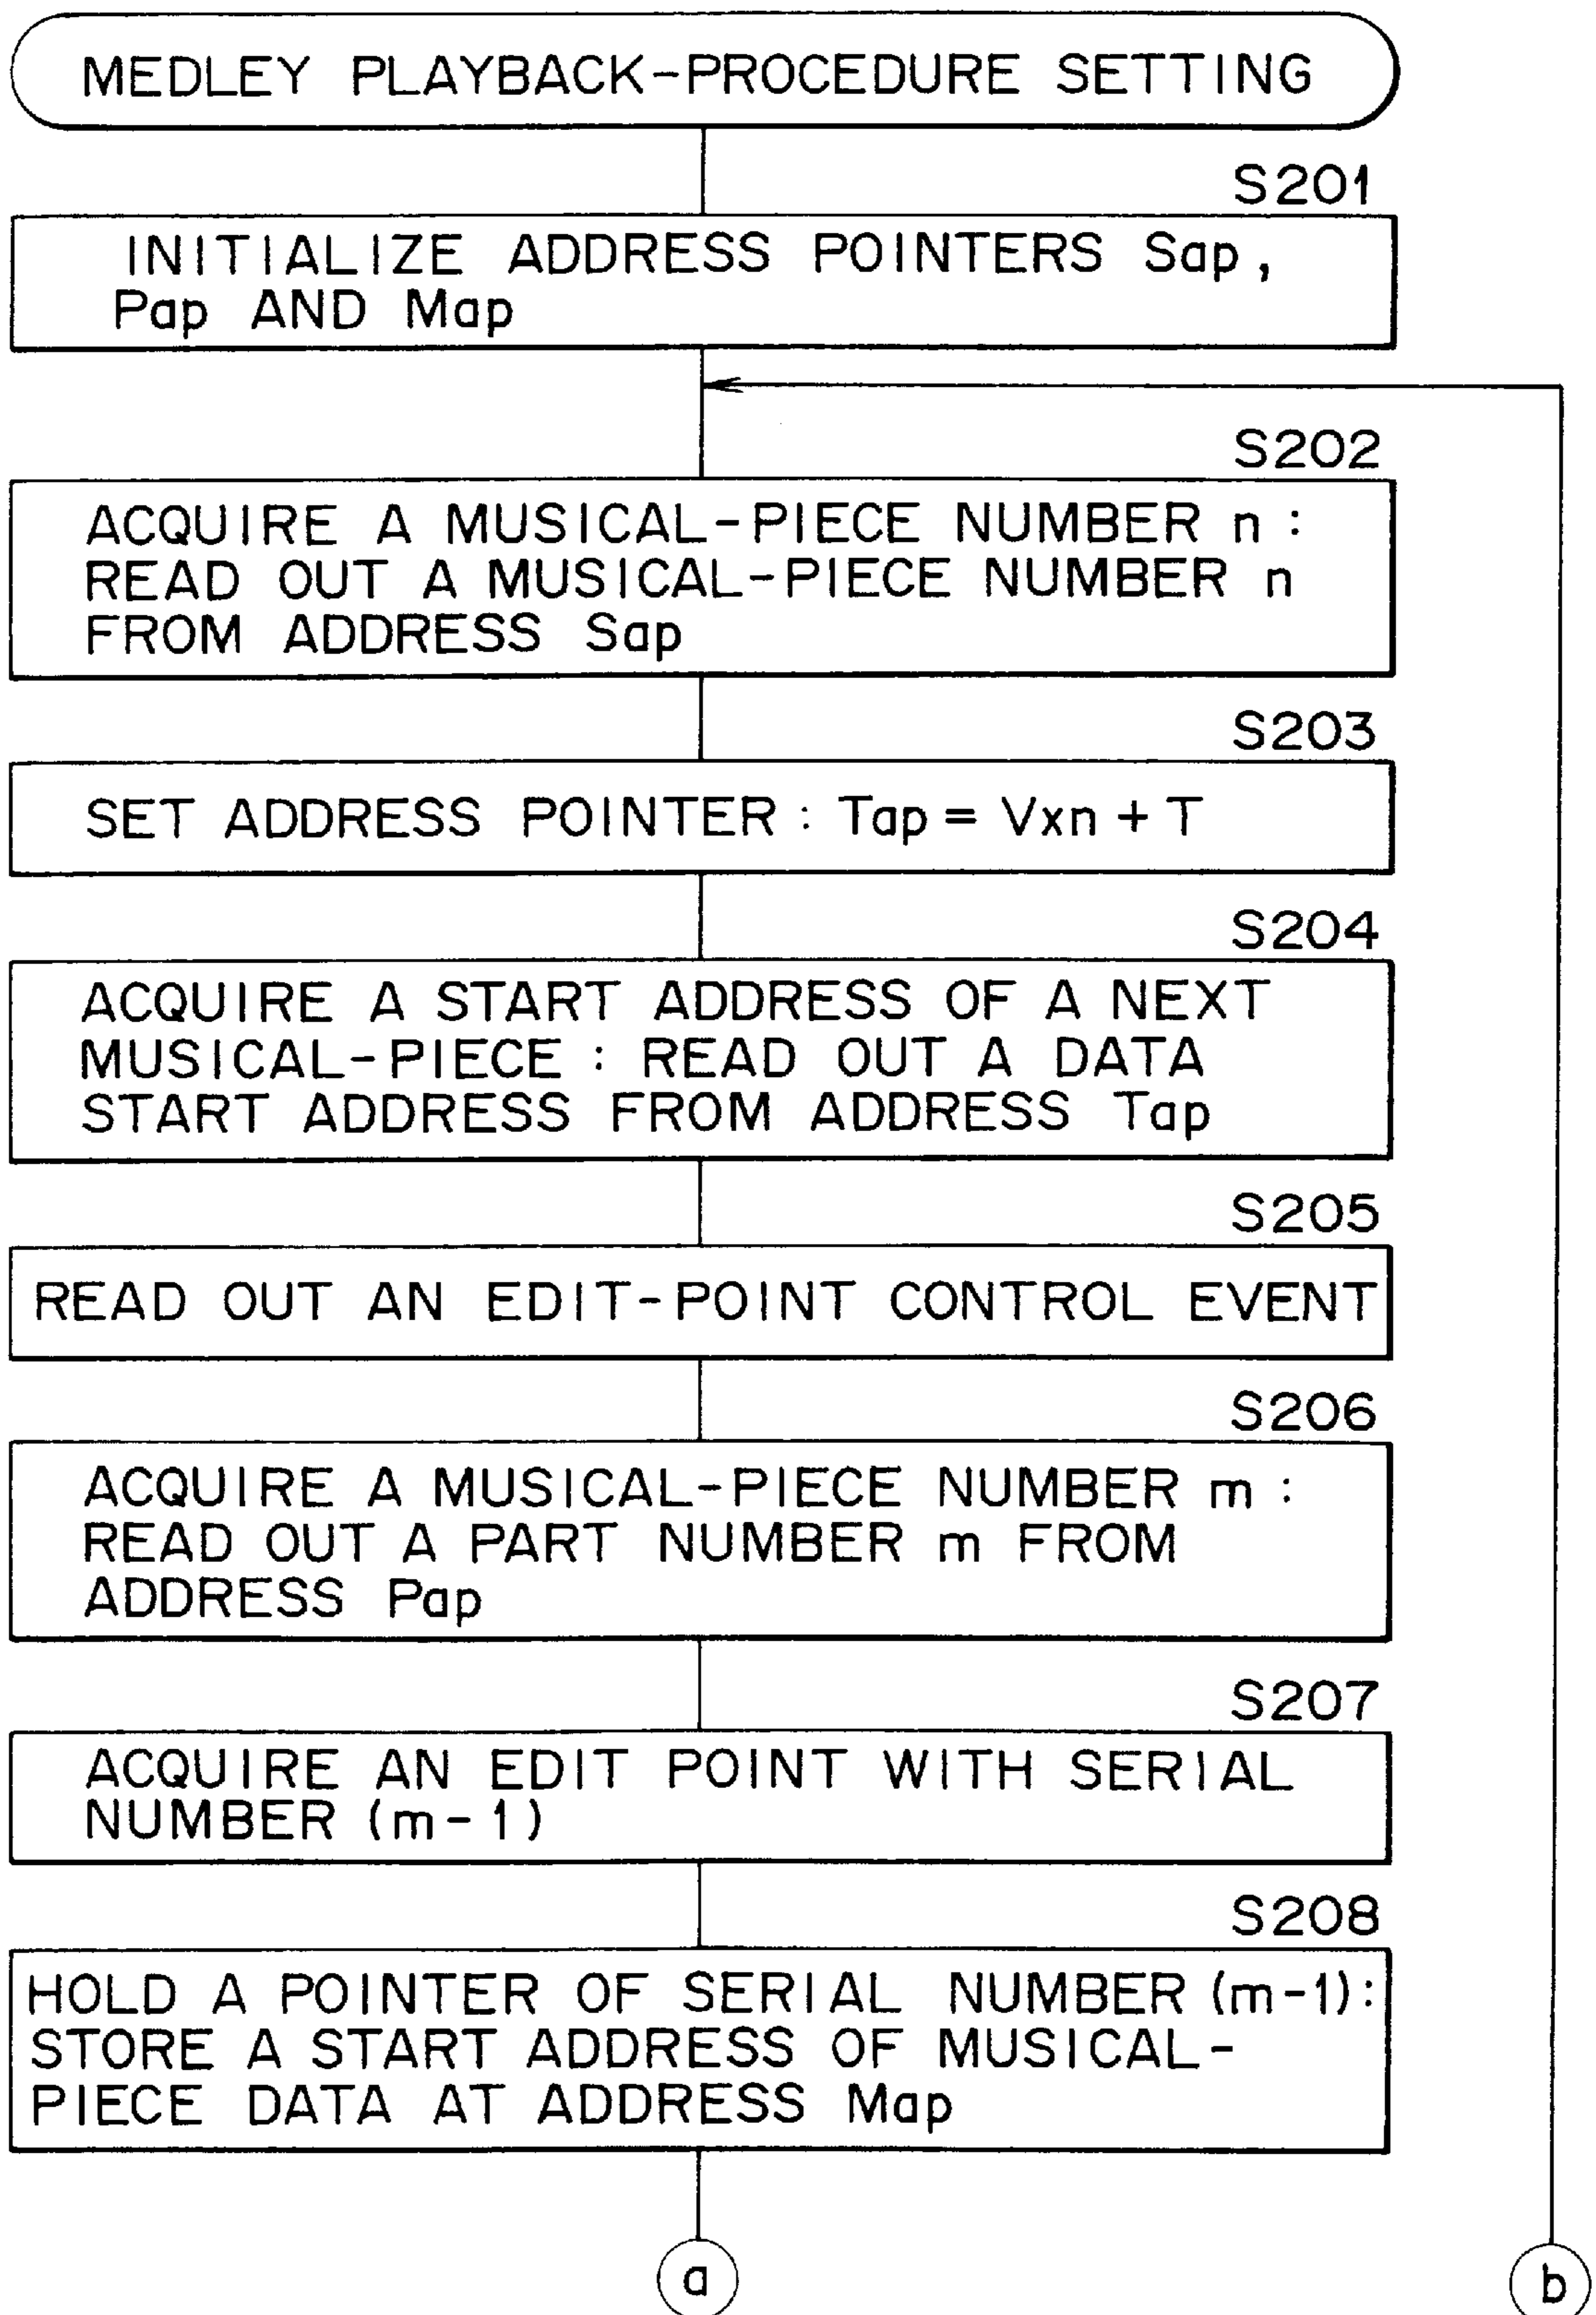 MEDLEY PLAYBACK-PROCEDURE SETTING
S201
INITIALIZE ADDRESS POINTERS Sap,
Pap AND Map
S202
ACQUIRE A MUSICAL-PIECE NUMBER n :
READ OUT A MUSICAL-PIECE NUMBER n
FROM ADDRESS Sap
S203
SET ADDRESS POINTER : Tap = Vxn + T
S204
ACQUIRE A START ADDRESS OF A NEXT
MUSICAL-PIECE : READ OUT A DATA
START ADDRESS FROM ADDRESS Tap
S205
READ OUT AN EDIT-POINT CONTROL EVENT
S206
ACQUIRE A MUSICAL-PIECE NUMBER m :
READ OUT A PART NUMBER m FROM
ADDRESS Pap
S207
ACQUIRE AN EDIT POINT WITH SERIAL
NUMBER (m-1)
S208
HOLD A POINTER OF SERIAL NUMBER (m-1):
STORE A START ADDRESS OF MUSICAL-
PIECE DATA AT ADDRESS Map
a
b